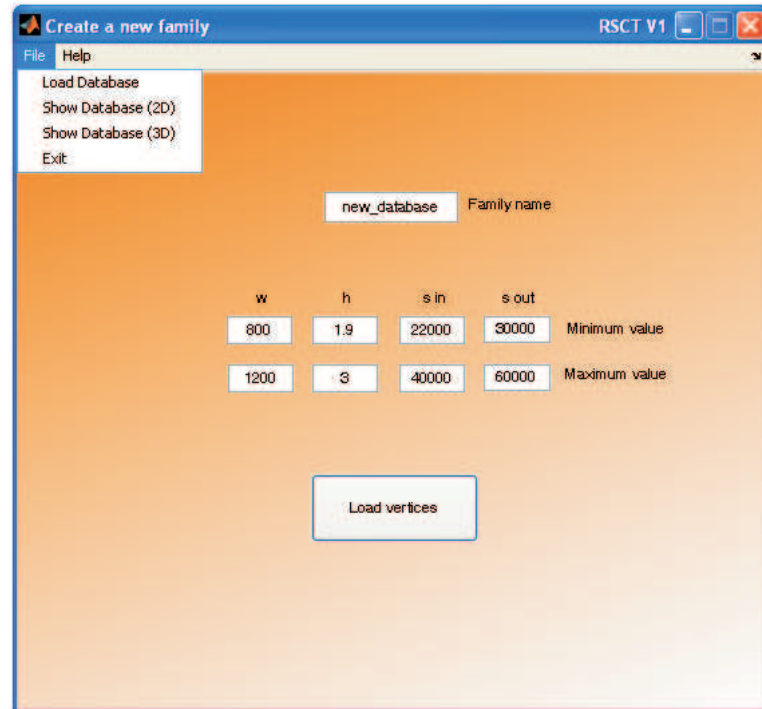 Create a new family RSCT V1
File Help
Load Database
Show Database (2D)
Show Database (3D)
Exit
new_database Family name
w h s in s out
800 1.9 22000 30000 Minimum value
1200 3 40000 60000 Maximum value
Load vertices